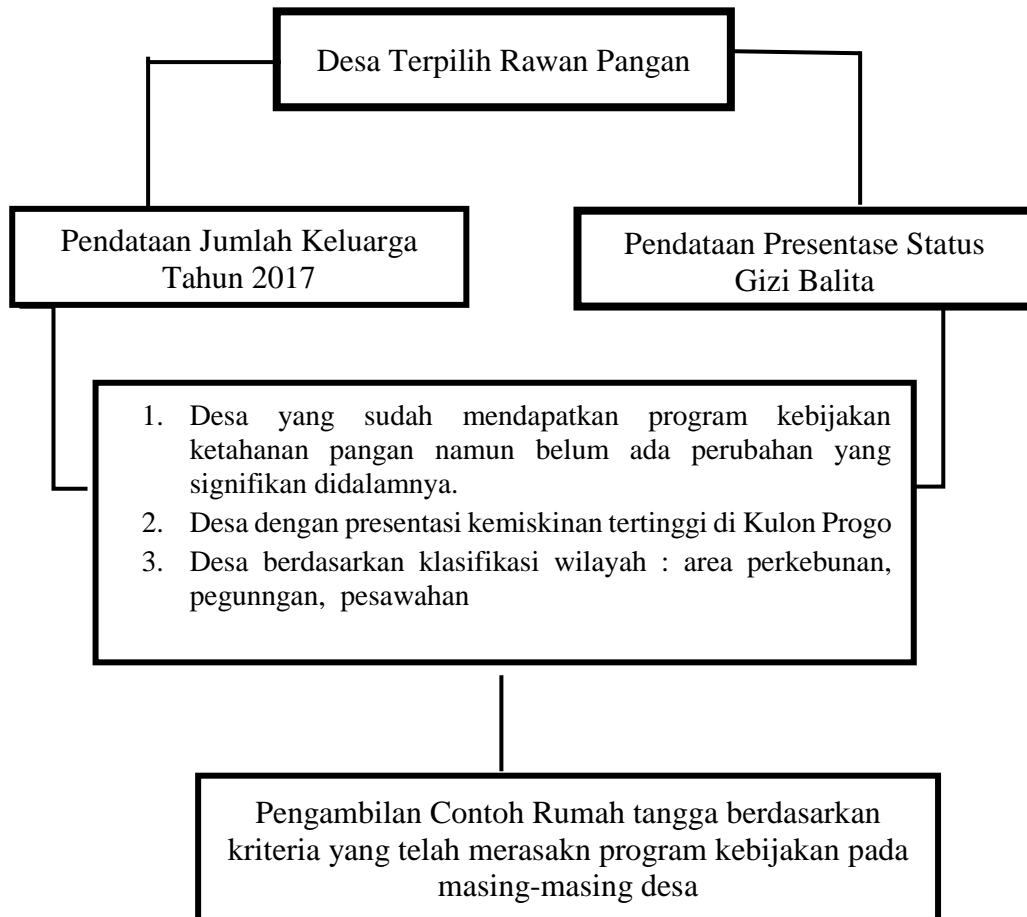 Desa Terpilih Rawan Pangan
Pendataan Jumlah Keluarga
Tahun 2017
Pendataan Presentase Status
Gizi Balita
1. Desa yang sudah mendapatkan program kebijakan
ketahanan pangan namun belum ada perubahan yang
signifikan didalamnya.
2. Desa dengan presentasi kemiskinan tertinggi di Kulon Progo
3. Desa berdasarkan klasifikasi wilayah : area perkebunan,
pegunngan, pesawahan
Pengambilan Contoh Rumah tangga berdasarkan
kriteria yang telah merasakn program kebijakan pada
masing-masing desa